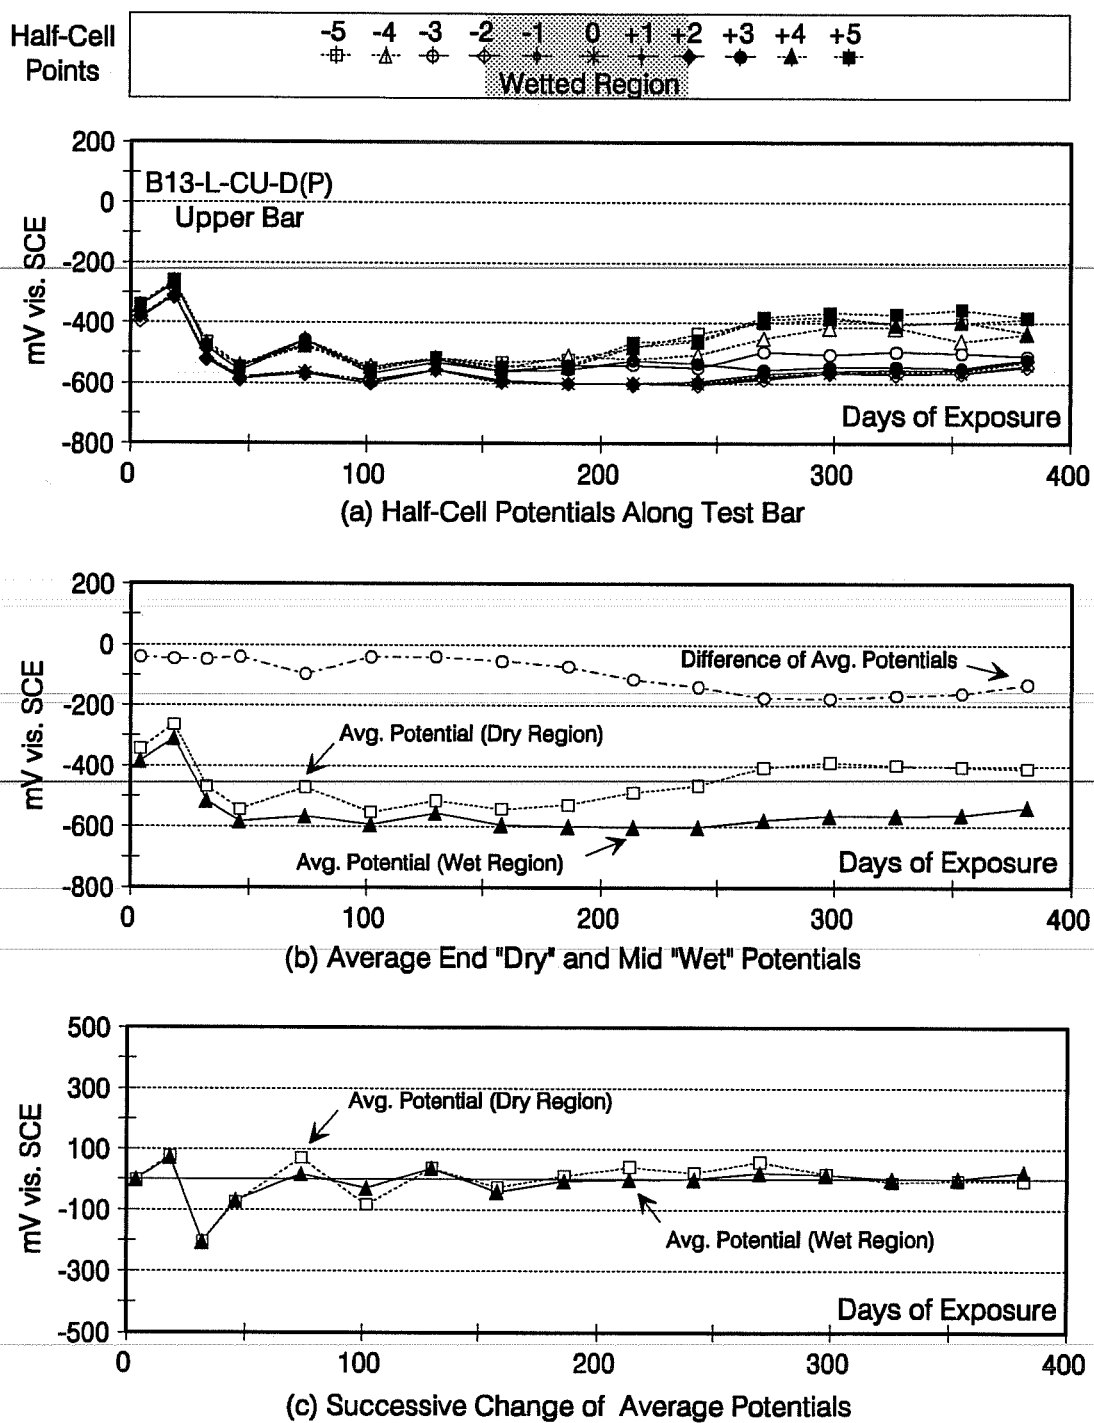 Half-Cell Points
-5 -4 -3 -2 -1 0 +1 +2 +3 +4 +5
Wetted Region
200
0
-200
-400
-600
-800
mV vis. SCE
B13-L-CU-D(P)
Upper Bar
Days of Exposure
0 100 200 300 400
(a) Half-Cell Potentials Along Test Bar
200
0
-200
-400
-600
-800
mV vis. SCE
Difference of Avg. Potentials
Avg. Potential (Dry Region)
Avg. Potential (Wet Region)
Days of Exposure
0 100 200 300 400
(b) Average End "Dry" and Mid "Wet" Potentials
500
300
100
-100
-300
-500
mV vis. SCE
Avg. Potential (Dry Region)
Avg. Potential (Wet Region)
Days of Exposure
0 100 200 300 400
(c) Successive Change of Average Potentials